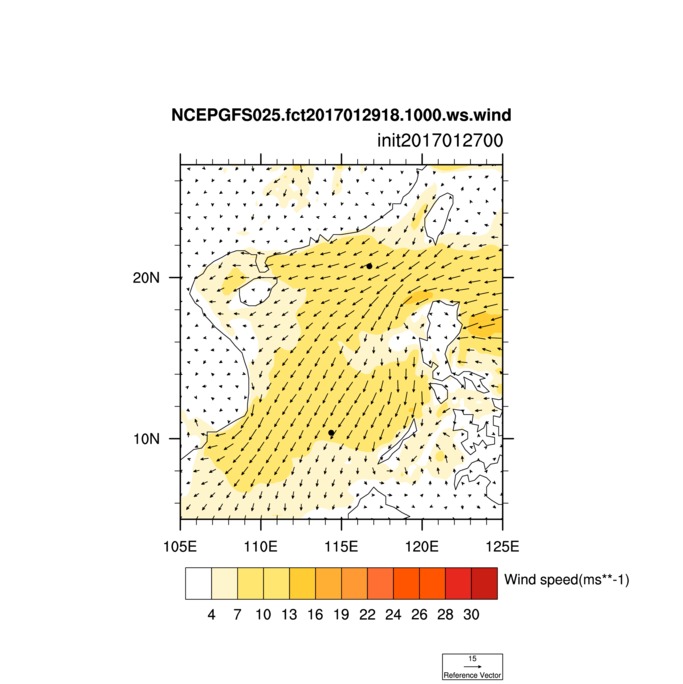 NCEPGFS025.fct2017012918.1000.ws.wind
init2017012700
20N
10N
105E 110E 115E 120E 125E
Wind speed(ms**-1)
4 7 10 13 16 19 22 24 26 28 30
15
Reference Vector